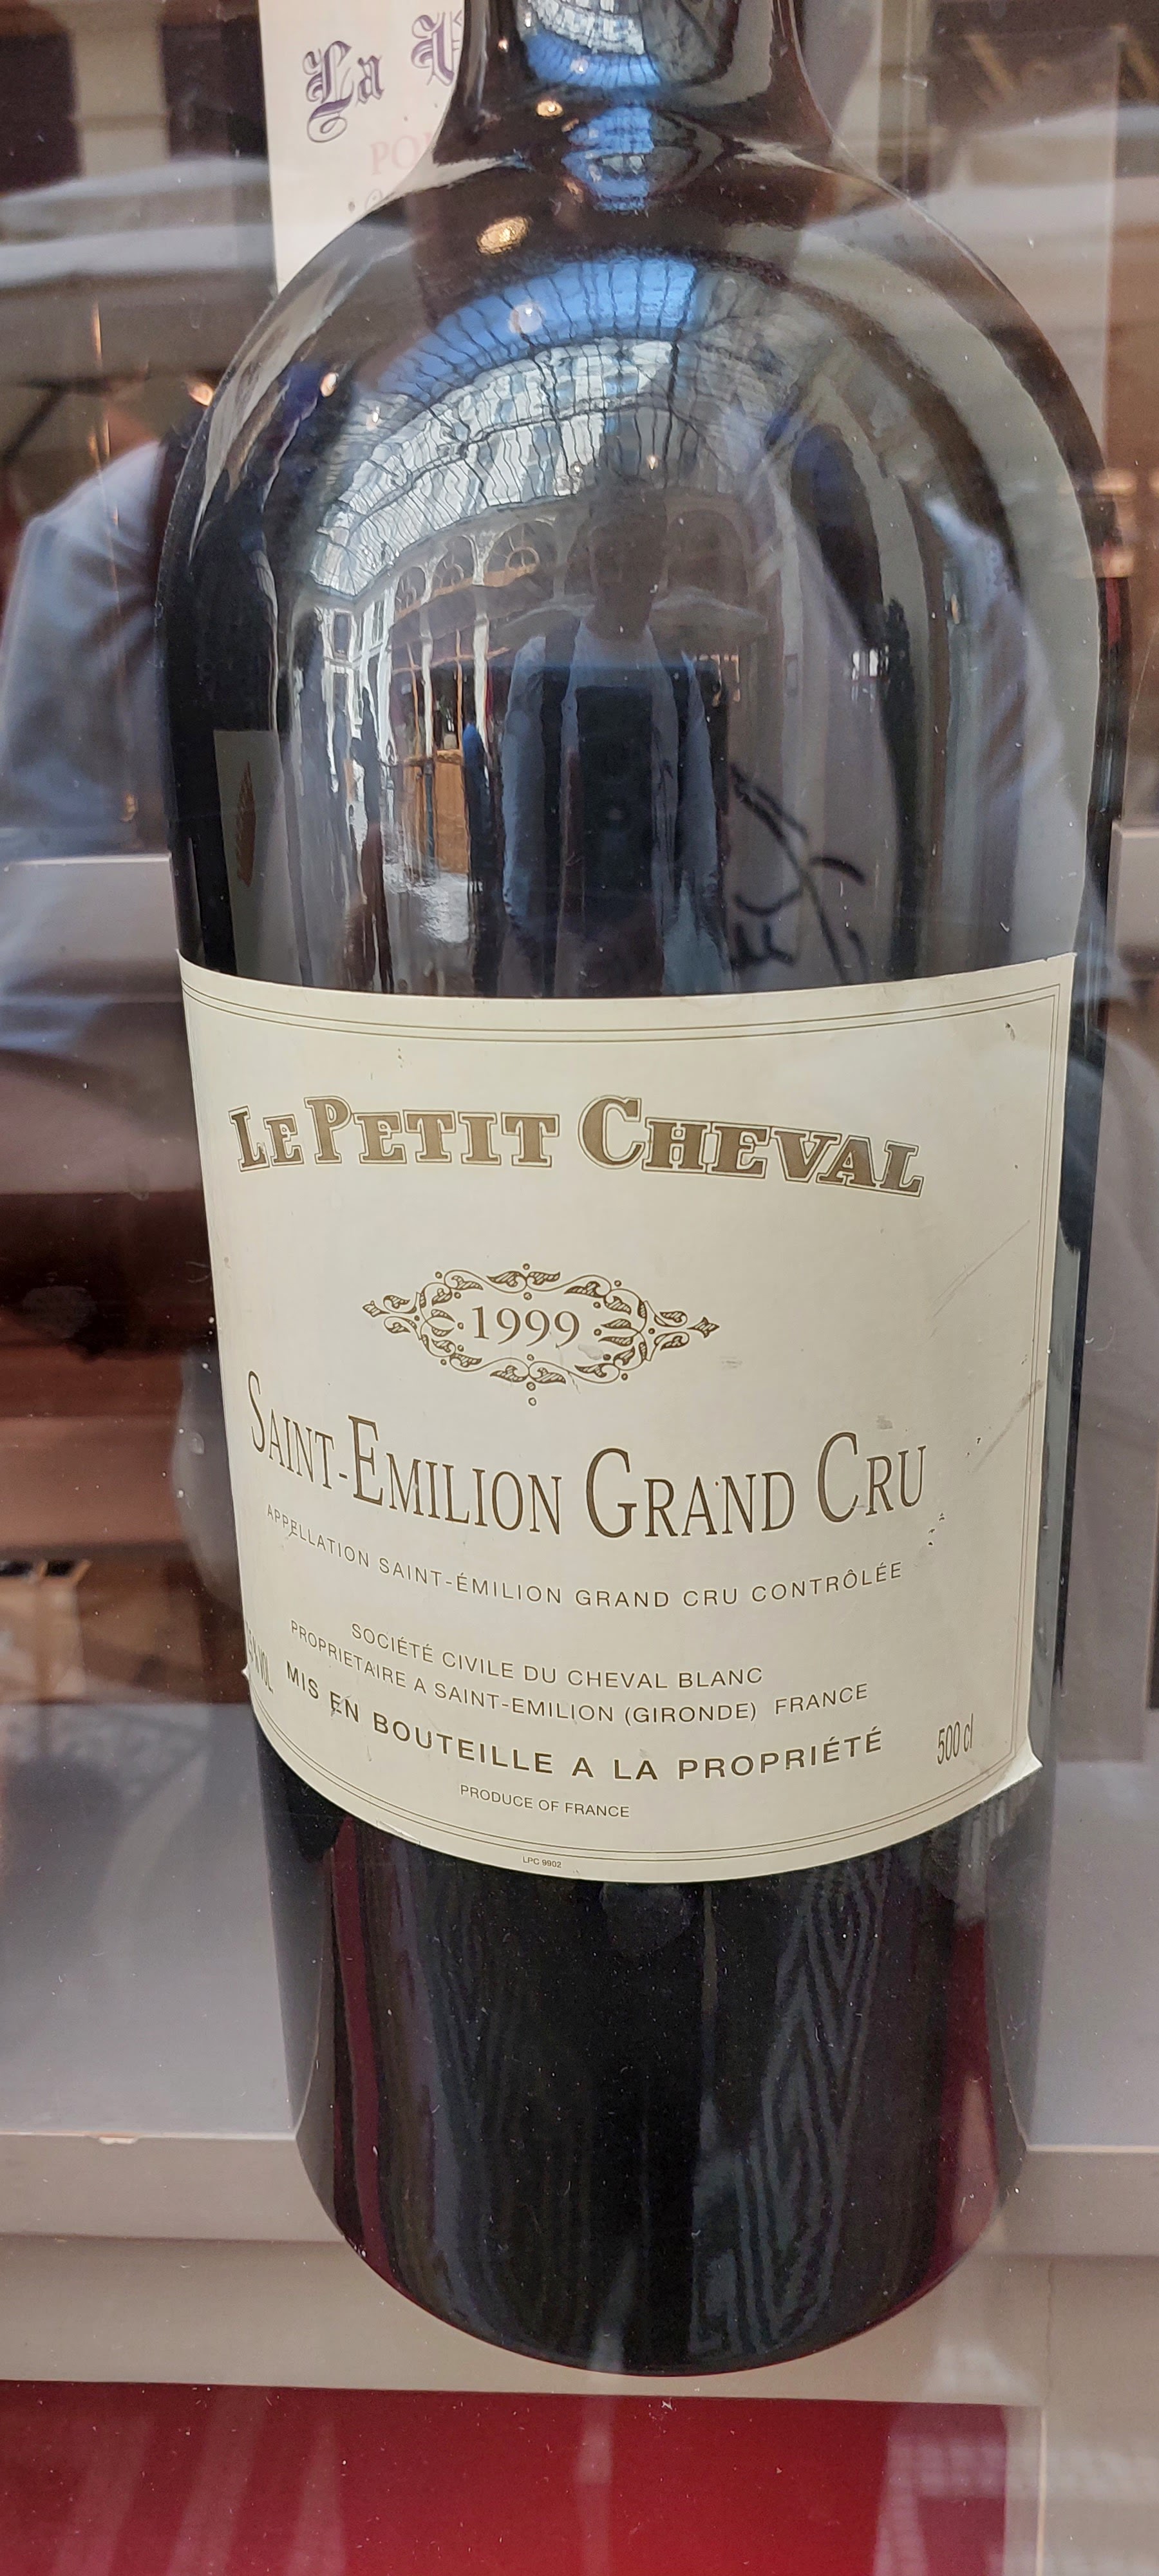 La
LE PETIT CHEVAL
1999
SAINT-EMILION GRAND CRU
APPELLATION SAINT-ÉMILION GRAND CRU CONTRÔLÉE
SOCIÉTÉ CIVILE DU CHEVAL BLANC
PROPRIETAIRE A SAINT-EMILION (GIRONDE) FRANCE
MIS EN BOUTEILLE A LA PROPRIÉTÉ
500 cl
PRODUCE OF FRANCE
LPC 9902